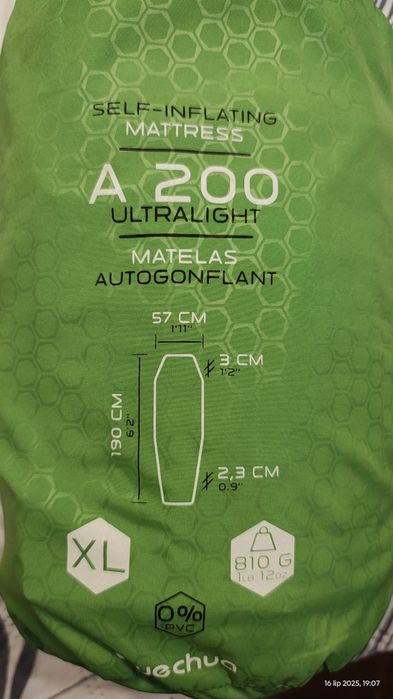 SELF-INFLATING
MATTRESS
A 200
ULTRALIGHT
MATELAS
AUTOGONFLANT
57 CM
1'11"
3 CM
1'2"
190 CM
6'2"
2,3 CM
0.9"
XL
810 G
1LB 12OZ
0%
PVC
uechua
16 lip 2025, 19:07